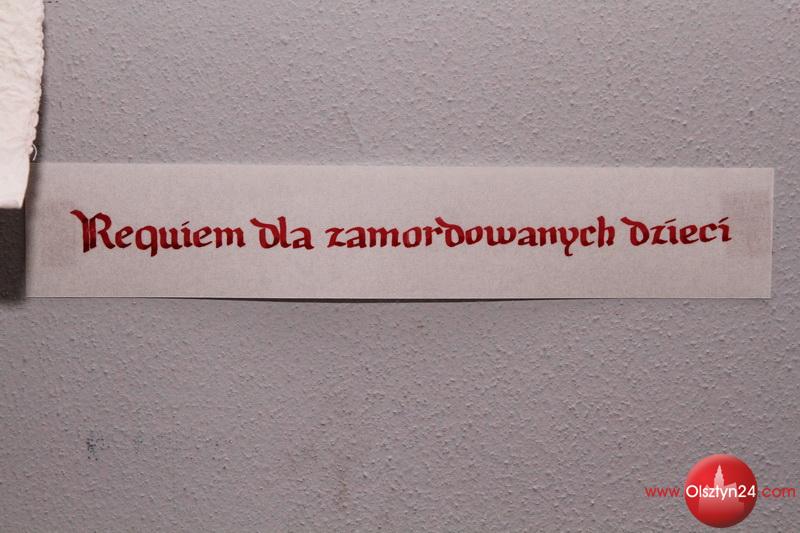 Requiem dla zamordowanych dzieci
www.Olsztyn24.com